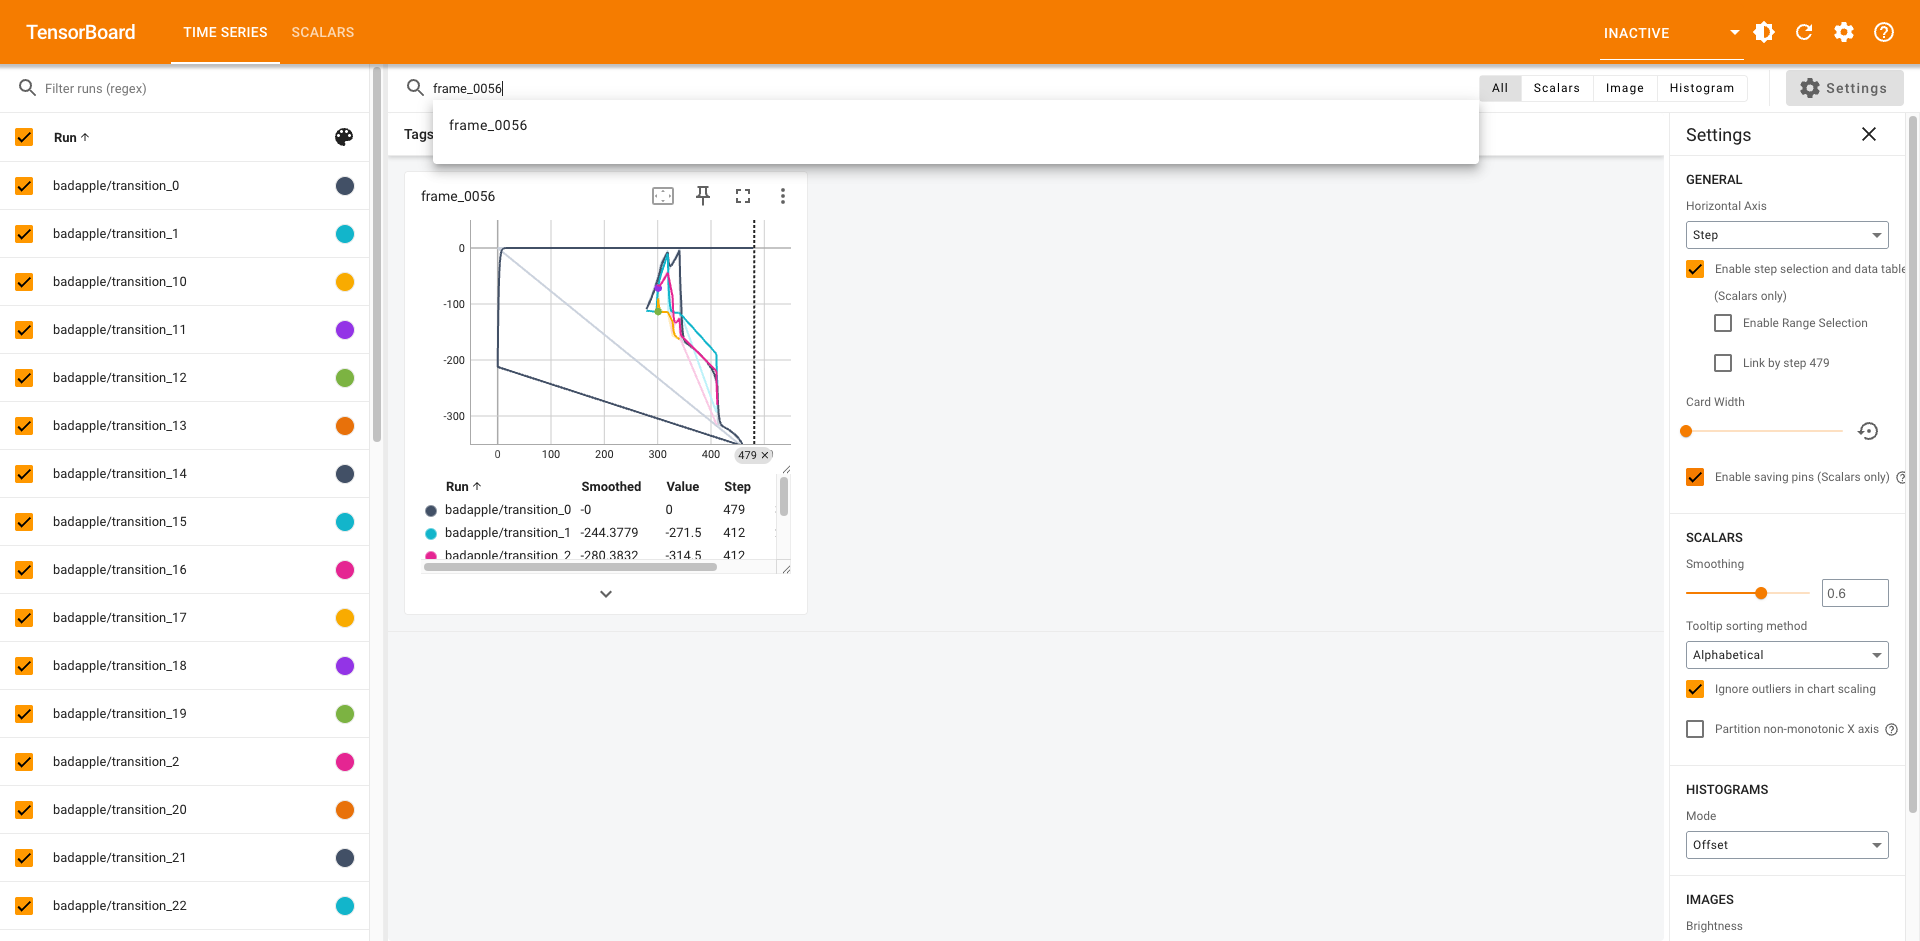 TensorBoard
TIME SERIES
SCALARS
INACTIVE
Filter runs (regex)
Run
badapple/transition_0
badapple/transition_1
badapple/transition_10
badapple/transition_11
badapple/transition_12
badapple/transition_13
badapple/transition_14
badapple/transition_15
badapple/transition_16
badapple/transition_17
badapple/transition_18
badapple/transition_19
badapple/transition_2
badapple/transition_20
badapple/transition_21
badapple/transition_22
frame_0056
All
Scalars
Image
Histogram
Settings
frame_0056
Tags
frame_0056
0
-100
-200
-300
0
100
200
300
400
479
Run
Smoothed
Value
Step
badapple/transition_0 -0 0 479
badapple/transition_1 -244.3779 -271.5 412
badapple/transition_2 -280.3832 -314.5 412
Settings
GENERAL
Horizontal Axis
Step
Enable step selection and data table
(Scalars only)
Enable Range Selection
Link by step 479
Card Width
Enable saving pins (Scalars only)
SCALARS
Smoothing
0.6
Tooltip sorting method
Alphabetical
Ignore outliers in chart scaling
Partition non-monotonic X axis
HISTOGRAMS
Mode
Offset
IMAGES
Brightness